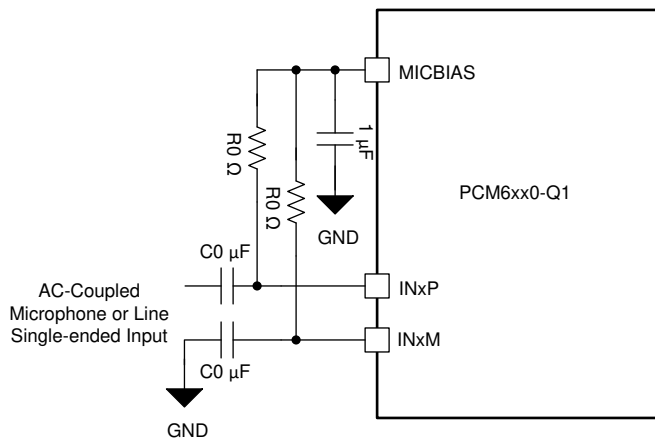 MICBIAS
R0 Ω
R0 Ω
1 µF
PCM6xx0-Q1
GND
C0 µF
AC-Coupled
Microphone or Line
Single-ended Input
INxP
INxM
C0 µF
GND